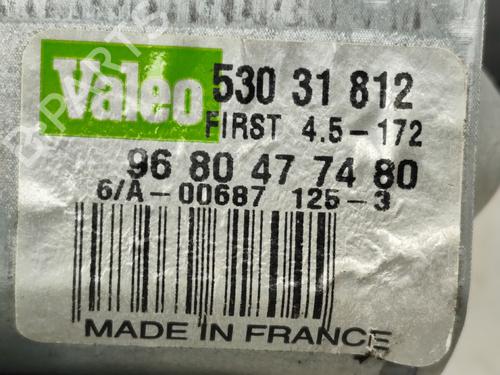 Valeo 530 31 812
FIRST 4.5-172
96 80 47 74 80
6/A-00687 125-3
MADE IN FRANCE